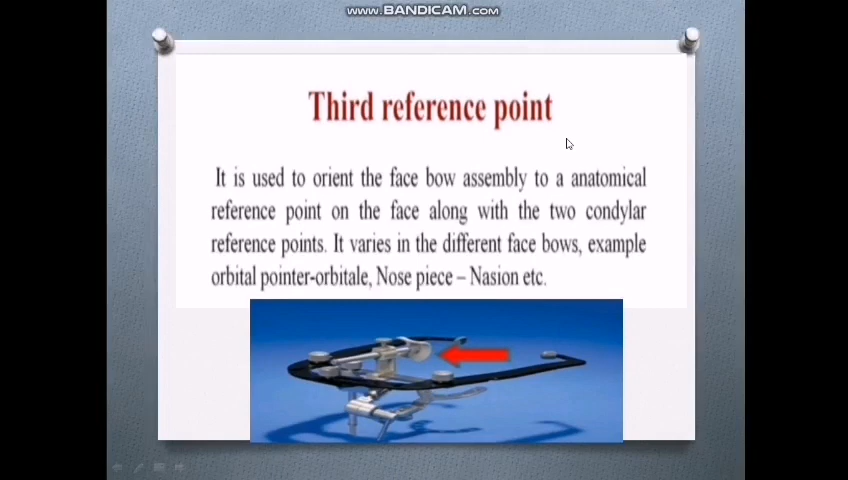 www.BANDICAM.com
Third reference point
It is used to orient the face bow assembly to a anatomical
reference point on the face along with the two condylar
reference points. It varies in the different face bows, example
orbital pointer-orbitale, Nose piece – Nasion etc.